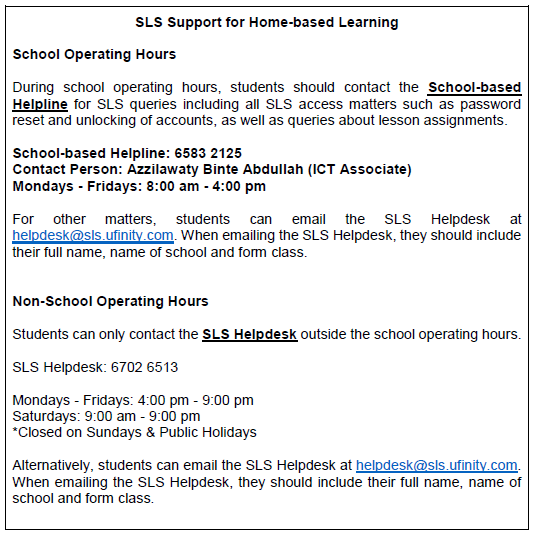 SLS Support for Home-based Learning
School Operating Hours
During school operating hours, students should contact the School-based
Helpline for SLS queries including all SLS access matters such as password
reset and unlocking of accounts, as well as queries about lesson assignments.
School-based Helpline: 6583 2125
Contact Person: Azzilawaty Binte Abdullah (ICT Associate)
Mondays - Fridays: 8:00 am - 4:00 pm
For other matters, students can email the SLS Helpdesk at
helpdesk@sls.ufinity.com. When emailing the SLS Helpdesk, they should include
their full name, name of school and form class.
Non-School Operating Hours
Students can only contact the SLS Helpdesk outside the school operating hours.
SLS Helpdesk: 6702 6513
Mondays - Fridays: 4:00 pm - 9:00 pm
Saturdays: 9:00 am - 9:00 pm
*Closed on Sundays & Public Holidays
Alternatively, students can email the SLS Helpdesk at helpdesk@sls.ufinity.com.
When emailing the SLS Helpdesk, they should include their full name, name of
school and form class.